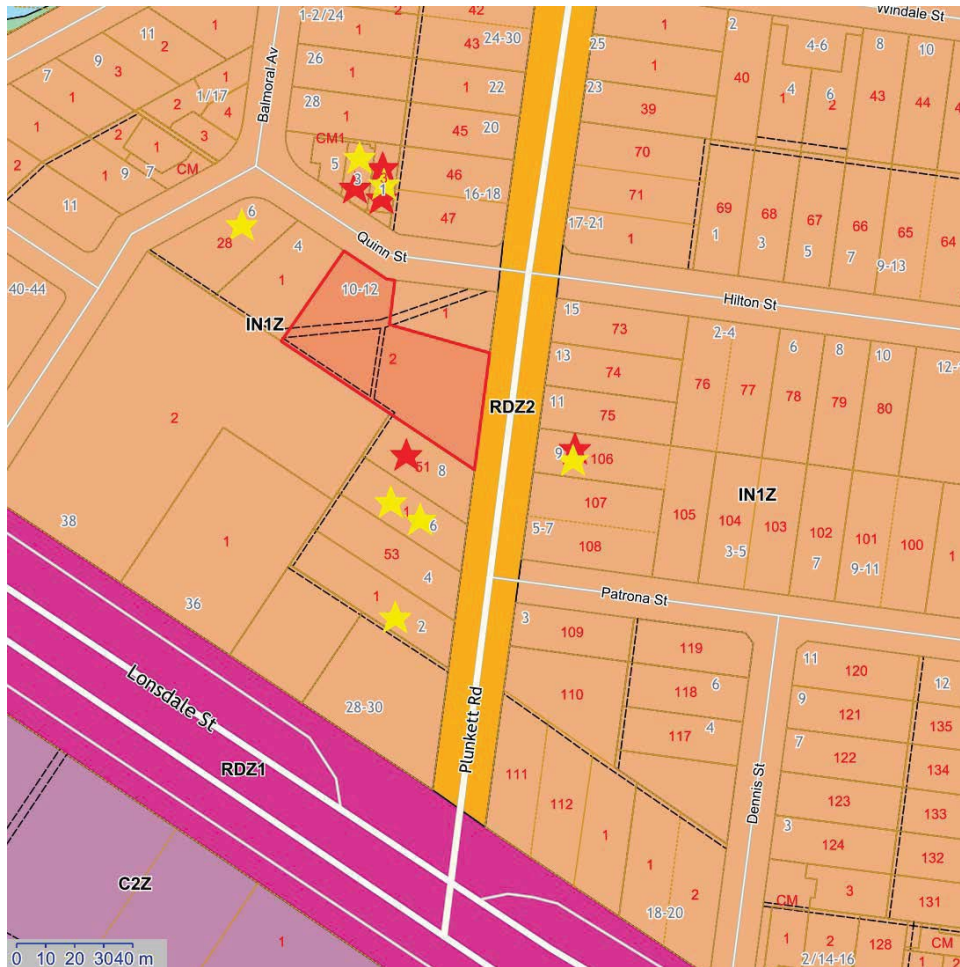 1 1-2/24 2 42 Windale St
11 2 1 43 24-30 25 1 2 4-6 8 10
7 9 3 26 1 22 23 1 40 4 6
1 1/17 1 28 1 1 39 1 2 43 44 4
Balmoral Av
2 4 1 45 20 70
1 2 1 3 CM1 5 3 3 1 46 16-18 71
2 1 9 7 CM 47 17-21 1 69 68 67 66 65 64
11 1 3 5 7 9-13
6 28 4 Quinn St
40-44 1 10-12 Hilton St
IN1Z 1 15 73 2-4 6 8 10 12-1
2 13 74 76 77 78 79 80
2 RDZ2 11 75
51 8 9 106 IN1Z
1 6 107 105 104 103 102 101 100 1
38 53 5-7 108 3-5 7 9-11
1 4 Patrona St
36 1 2 3 109 119 11 120 12
110 118 6 9 121 135
Lonsdale St 28-30 117 4 7 122 134
RDZ1 Plunkett Rd 111 112 Dennis St 123 133
1 3 124 132
C2Z 1 2 3 131
18-20 CM
1 1 2 128 CM
0 10 20 3040 m 2/14-16 1 2